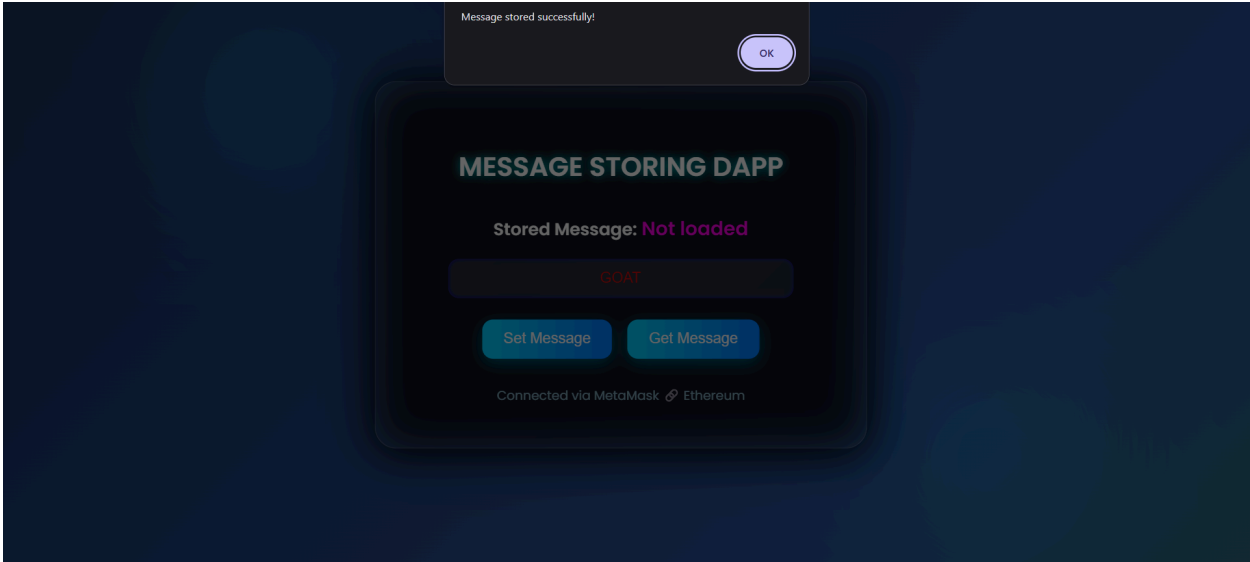 Message stored successfully!
OK
MESSAGE STORING DAPP
Stored Message: Not loaded
GOAT
Set Message Get Message
Connected via MetaMask 🔗 Ethereum